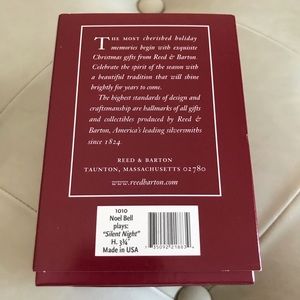 THE MOST cherished holiday
memories begin with exquisite
Christmas gifts from Reed & Barton.
Celebrate the spirit of the season with
a beautiful tradition that will shine
brightly for years to come.
The highest standards of design and
craftsmanship are hallmarks of all gifts
and collectibles produced by Reed &
Barton, America's leading silversmiths
since 1824.
REED & BARTON
TAUNTON, MASSACHUSETTS 02780
www.reedbarton.com
1010
Noel Bell
plays:
"Silent Night"
H. 3¼"
Made in USA